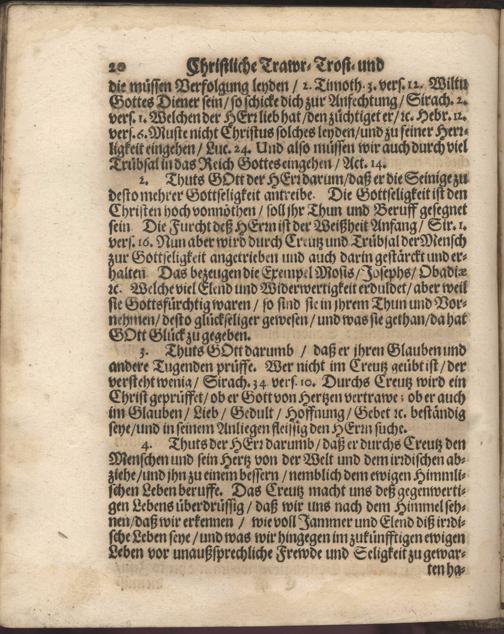 20 Christliche Trawr- Trost- und
die müssen Verfolgung leyden / 2. Timoth. 3. vers. 12. Wiltu
Gottes Diener sein / so schicke dich zur Anfechtung / Sirach. 2.
vers. 1. Welchen der HErr lieb hat / den züchtiget er / ꝛc. Hebr. 12.
vers. 6. Muste nicht Christus solches leyden / und zu seiner Herr-
ligkeit eingehen / Luc. 24. Und also müssen wir auch durch viel
Trübsal in das Reich Gottes eingehen / Act. 14.
2. Thuts GOtt der HErr darum / daß er die Seinige zu
desto mehrer Gottseligkeit antreibe. Die Gottseligkeit ist den
Christen hoch vonnöthen / soll jhr Thun und Beruff gesegnet
sein. Die Furcht deß HErrn ist der Weißheit Anfang / Sir. 1.
vers. 16. Nun aber wird durch Creutz und Trübsal der Mensch
zur Gottseligkeit angetrieben und auch darin gestärckt und er-
halten. Das bezeugen die Exempel Mosis / Josephs / Obadiæ
ꝛc. Welche viel Elend und Widerwertigkeit erduldet / aber weil
sie Gottsfürchtig waren / so sind sie in jhrem Thun und Vor-
nehmen / desto glückseliger gewesen / und was sie gethan / da hat
GOtt Glück zu gegeben.
3. Thuts GOtt darumb / daß er jhren Glauben und
andere Tugenden prüffe. Wer nicht im Creutz geübt ist / der
versteht wenig / Sirach. 34 vers. 10. Durchs Creutz wird ein
Christ geprüffet / ob er Gott von Hertzen vertrawe; ob er auch
im Glauben / Lieb / Gedult / Hoffnung / Gebet ꝛc. beständig
seye / und in seinem Anliegen fleissig den HErrn suche.
4. Thuts der HErr darumb / daß er durchs Creutz den
Menschen und sein Hertz von der Welt und dem irrdischen ab-
ziehe / und jhn zu einem bessern / nemblich dem ewigen Himmli-
schen Leben beruffe. Das Creutz macht uns deß gegenwerti-
gen Lebens überdrüssig / daß wir uns nach dem Himmel seh-
nen / daß wir erkennen / wie voll Jammer und Elend diß irrdi-
sche Leben seye / und was wir hingegen im zukünfftigen ewigen
Leben vor unaußsprechliche Frewde und Seligkeit zu gewar-
ten ha-